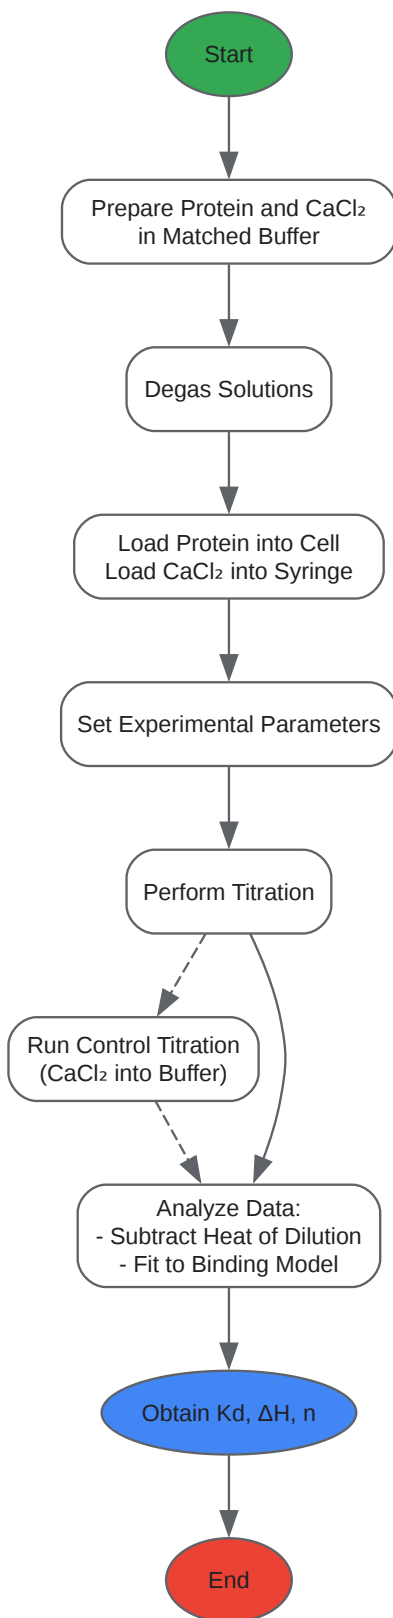 Start
Prepare Protein and CaCl₂
in Matched Buffer
Degas Solutions
Load Protein into Cell
Load CaCl₂ into Syringe
Set Experimental Parameters
Perform Titration
Run Control Titration
(CaCl₂ into Buffer)
Analyze Data:
- Subtract Heat of Dilution
- Fit to Binding Model
Obtain Kd, ΔH, n
End